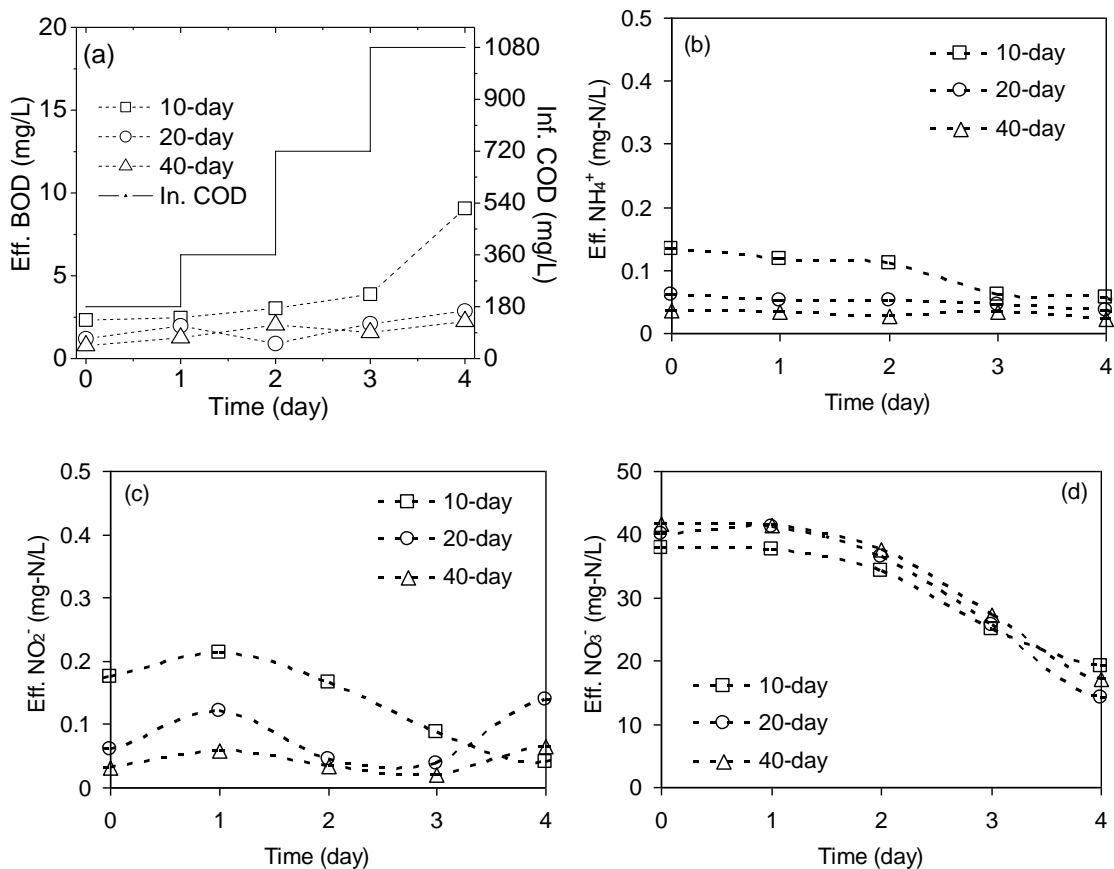 (a)
Eff. BOD (mg/L)
20
15
10
5
0
10-day
20-day
40-day
In. COD
Inf. COD (mg/L)
1080
900
720
540
360
180
0
0 1 2 3 4
Time (day)
(b)
Eff. NH₄⁺ (mg-N/L)
0.5
0.4
0.3
0.2
0.1
0
10-day
20-day
40-day
0 1 2 3 4
Time (day)
(c)
Eff. NO₂⁻ (mg-N/L)
0.5
0.4
0.3
0.2
0.1
0
10-day
20-day
40-day
0 1 2 3 4
Time (day)
(d)
Eff. NO₃⁻ (mg-N/L)
50
40
30
20
10
0
10-day
20-day
40-day
0 1 2 3 4
Time (day)